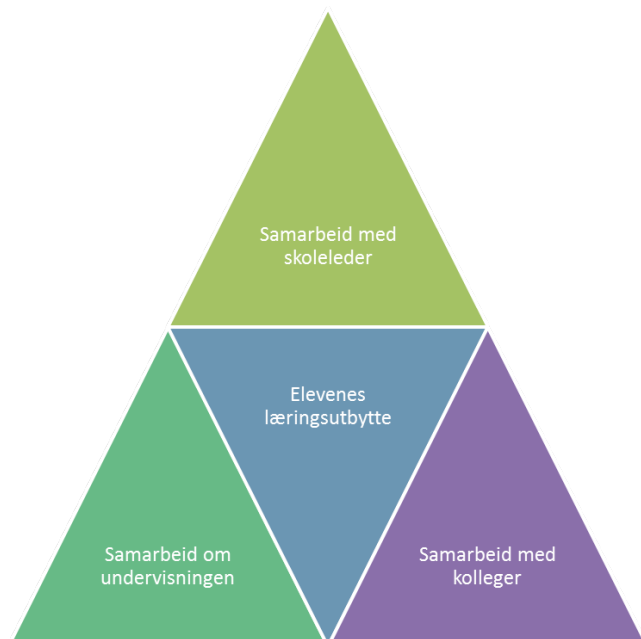 Samarbeid med
skoleleder
Elevenes
læringsutbytte
Samarbeid om
undervisningen
Samarbeid med
kolleger